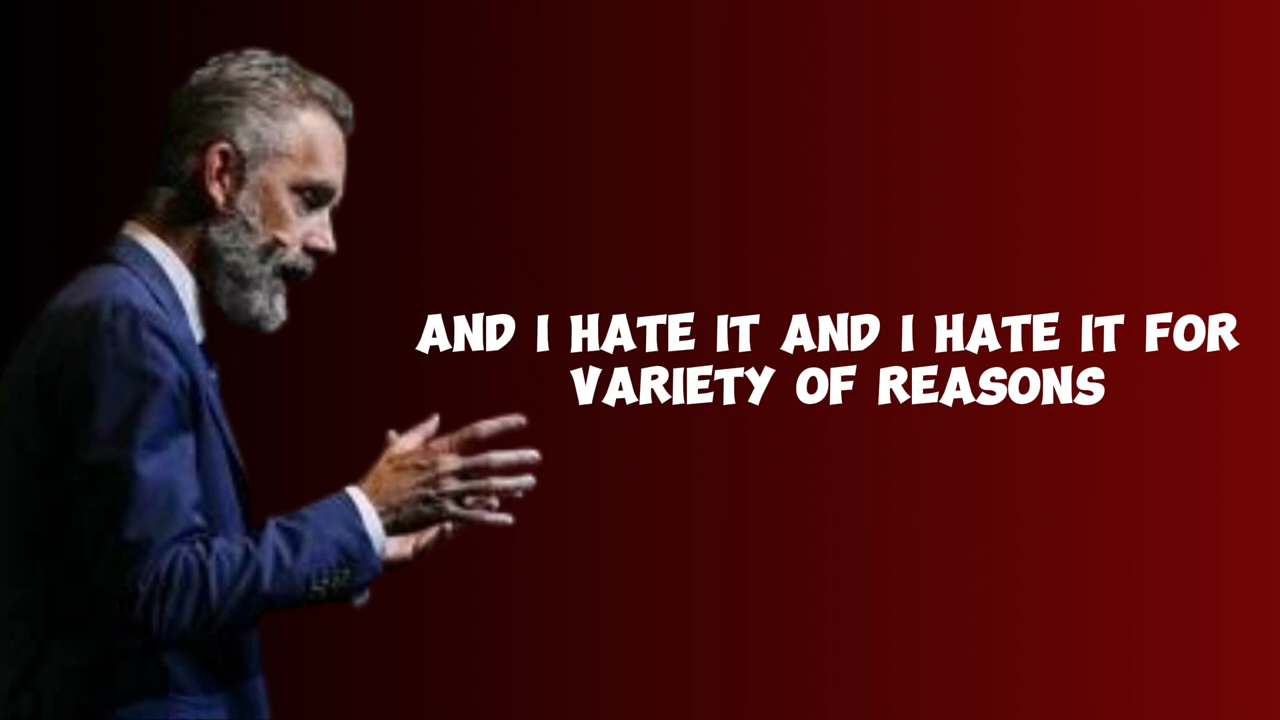 AND I HATE IT AND I HATE IT FOR
VARIETY OF REASONS